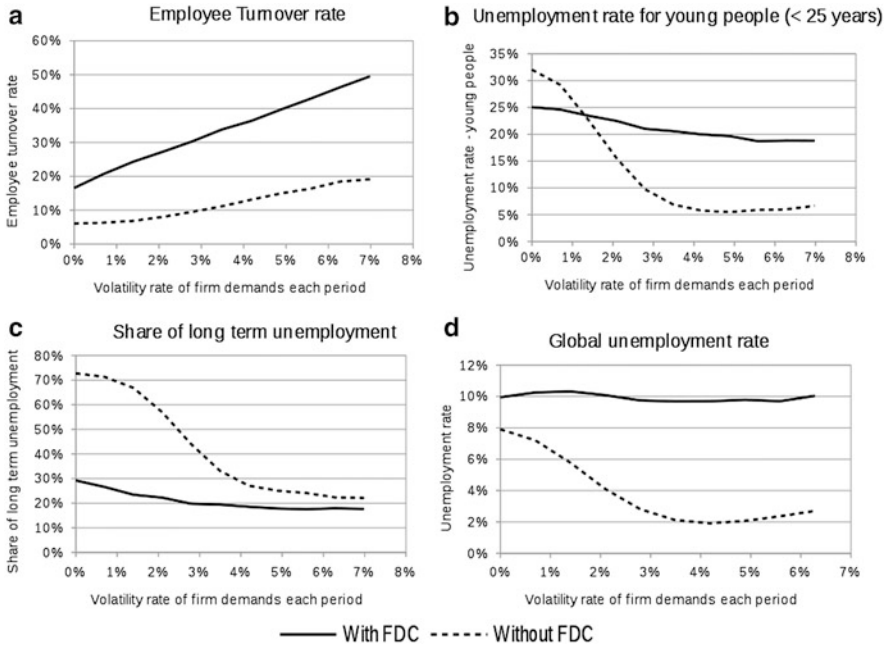 a
Employee Turnover rate
Employee turnover rate
60%
50%
40%
30%
20%
10%
0%
0% 1% 2% 3% 4% 5% 6% 7% 8%
Volatility rate of firm demands each period
b
Unemployment rate for young people (< 25 years)
Unemployment rate - young people
35%
30%
25%
20%
15%
10%
5%
0%
0% 1% 2% 3% 4% 5% 6% 7% 8%
Volatility rate of firm demands each period
c
Share of long term unemployment
Share of long term unemployment
80%
70%
60%
50%
40%
30%
20%
10%
0%
0% 1% 2% 3% 4% 5% 6% 7% 8%
Volatility rate of firm demands each period
d
Global unemployment rate
Unemployment rate
12%
10%
8%
6%
4%
2%
0%
0% 1% 2% 3% 4% 5% 6% 7%
Volatility rate of firm demands each period
With FDC
Without FDC